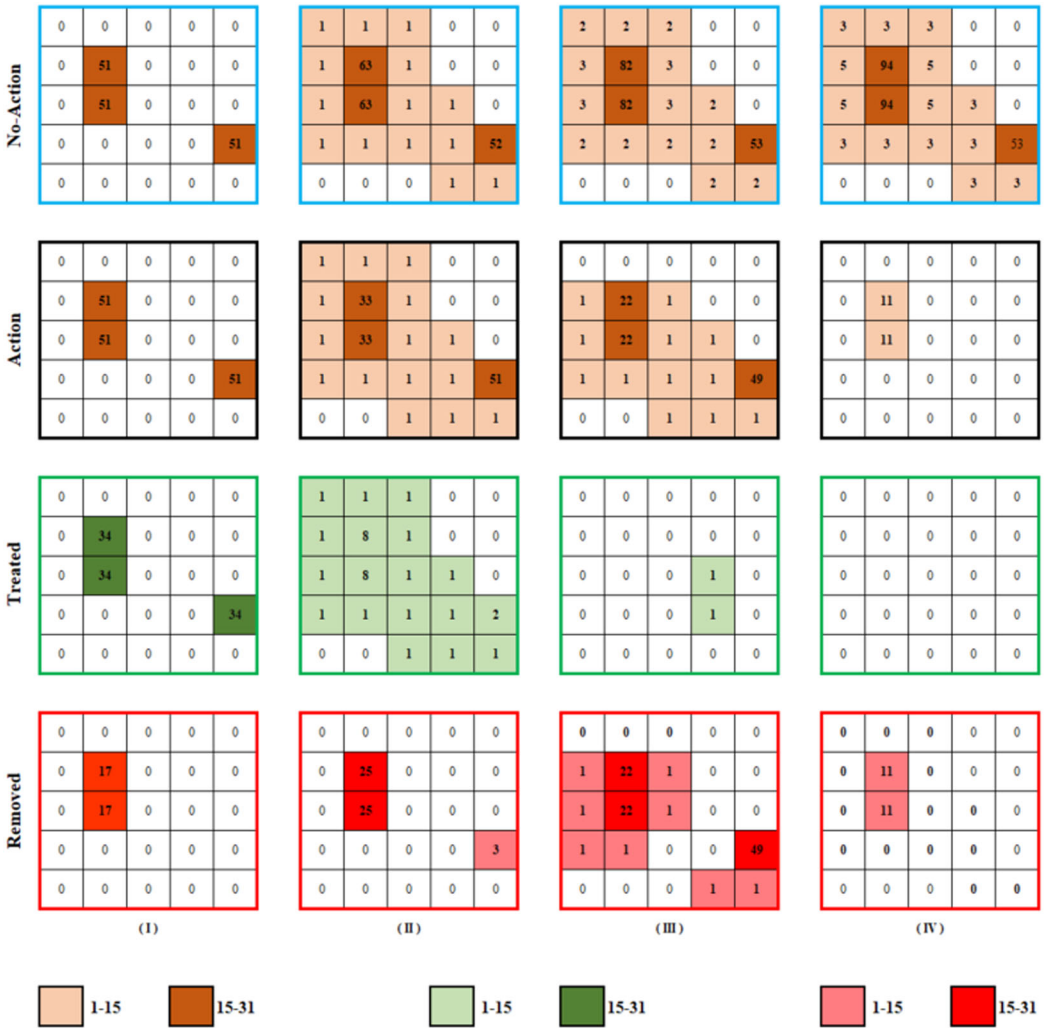 No-Action
0 0 0 0 0 1 1 1 0 0 2 2 2 0 0 3 3 3 0 0
0 51 0 0 0 1 63 1 0 0 3 82 3 0 0 5 94 5 0 0
0 51 0 0 0 1 63 1 1 0 3 82 3 2 0 5 94 5 3 0
0 0 0 0 51 1 1 1 1 52 2 2 2 2 53 3 3 3 3 53
0 0 0 0 0 0 0 0 1 1 0 0 0 2 2 0 0 0 3 3
Action
0 0 0 0 0 1 1 1 0 0 0 0 0 0 0 0 0 0 0 0
0 51 0 0 0 1 33 1 0 0 1 22 1 0 0 0 11 0 0 0
0 51 0 0 0 1 33 1 1 0 1 22 1 1 0 0 11 0 0 0
0 0 0 0 51 1 1 1 1 51 1 1 1 1 49 0 0 0 0 0
0 0 0 0 0 0 0 1 1 1 0 0 1 1 1 0 0 0 0 0
Treated
0 0 0 0 0 1 1 1 0 0 0 0 0 0 0 0 0 0 0 0
0 34 0 0 0 1 8 1 0 0 0 0 0 0 0 0 0 0 0 0
0 34 0 0 0 1 8 1 1 0 0 0 0 1 0 0 0 0 0 0
0 0 0 0 34 1 1 1 1 2 0 0 0 1 0 0 0 0 0 0
0 0 0 0 0 0 0 1 1 1 0 0 0 0 0 0 0 0 0 0
Removed
0 0 0 0 0 0 0 0 0 0 0 0 0 0 0 0 0 0 0 0
0 17 0 0 0 0 25 0 0 0 1 22 1 0 0 0 11 0 0 0
0 17 0 0 0 0 25 0 0 0 1 22 1 0 0 0 11 0 0 0
0 0 0 0 0 0 0 0 0 3 1 1 0 0 49 0 0 0 0 0
0 0 0 0 0 0 0 0 0 0 0 0 0 1 1 0 0 0 0 0
( I ) ( II ) ( III ) ( IV )
1-15 15-31 1-15 15-31 1-15 15-31